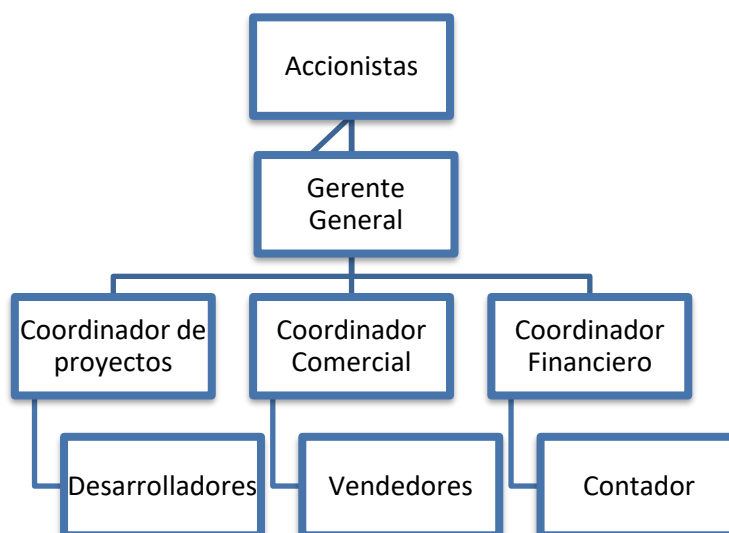 Accionistas
Gerente
General
Coordinador de
proyectos
Coordinador
Comercial
Coordinador
Financiero
Desarrolladores
Vendedores
Contador